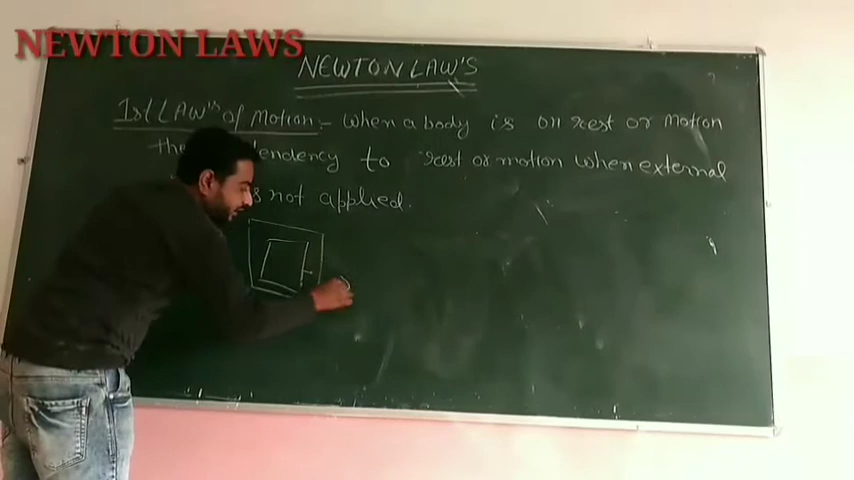 NEWTON LAWS
NEWTON LAW'S
1st LAW's of Motion :- When a body is on rest or Motion
the tendency to rest or motion when external
is not applied.